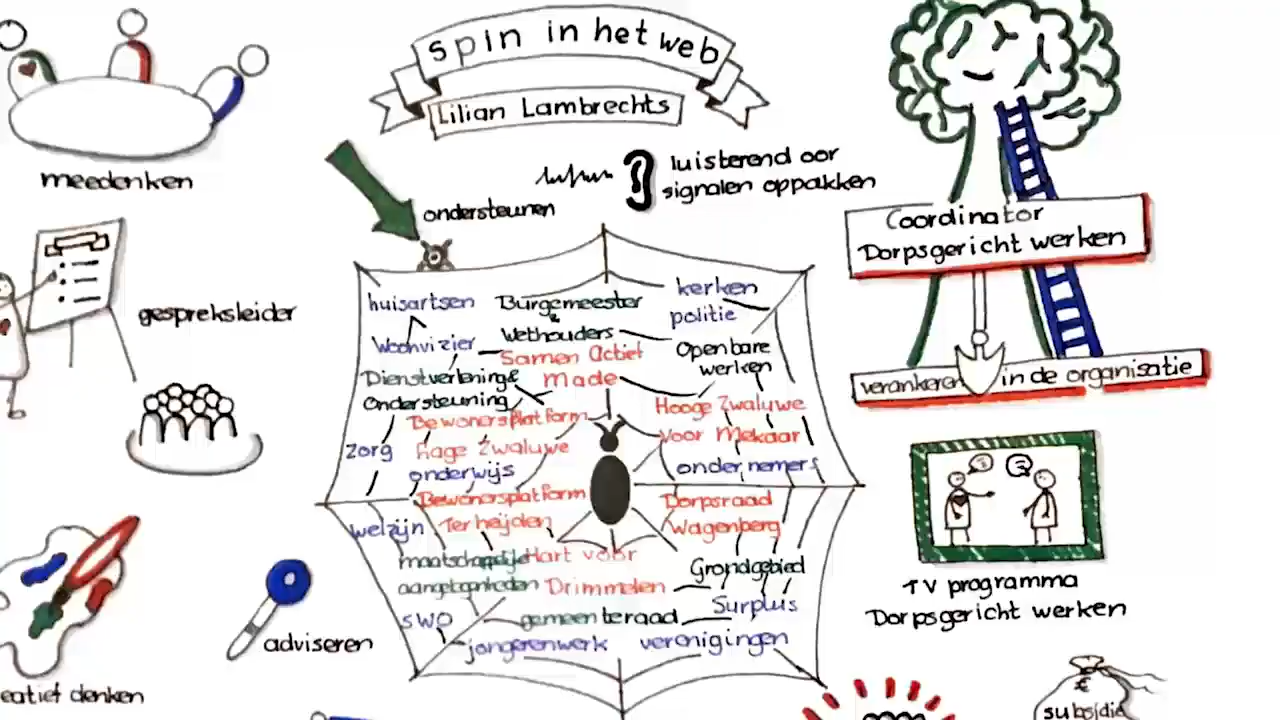 spin in het web
Lilian Lambrechts
meedenken
ondersteunen
luisterend oor
signalen oppakken
Coordinator
Dorpsgericht werken
verankeren in de organisatie
gespreksleider
huisartsen
Burgemeester
&
Wethouders
kerken
politie
Woonvizier
Samen Actief
Made
Openbare
werken
Dienstverlening &
Ondersteuning
Bewonersplatform
Hage Zwaluwe
Hooge Zwaluwe
Voor Mekaar
zorg
onderwijs
ondernemers
Bewonersplatform
Terheijden
Dorpsraad
Wagenberg
welzijn
maatschappelijke
aangelegenheden
Hart voor
Drimmelen
Grondgebied
SWO
gemeenteraad
Surplus
jongerenwerk
verenigingen
TV programma
Dorpsgericht werken
adviseren
eatief denken
€
subsidie